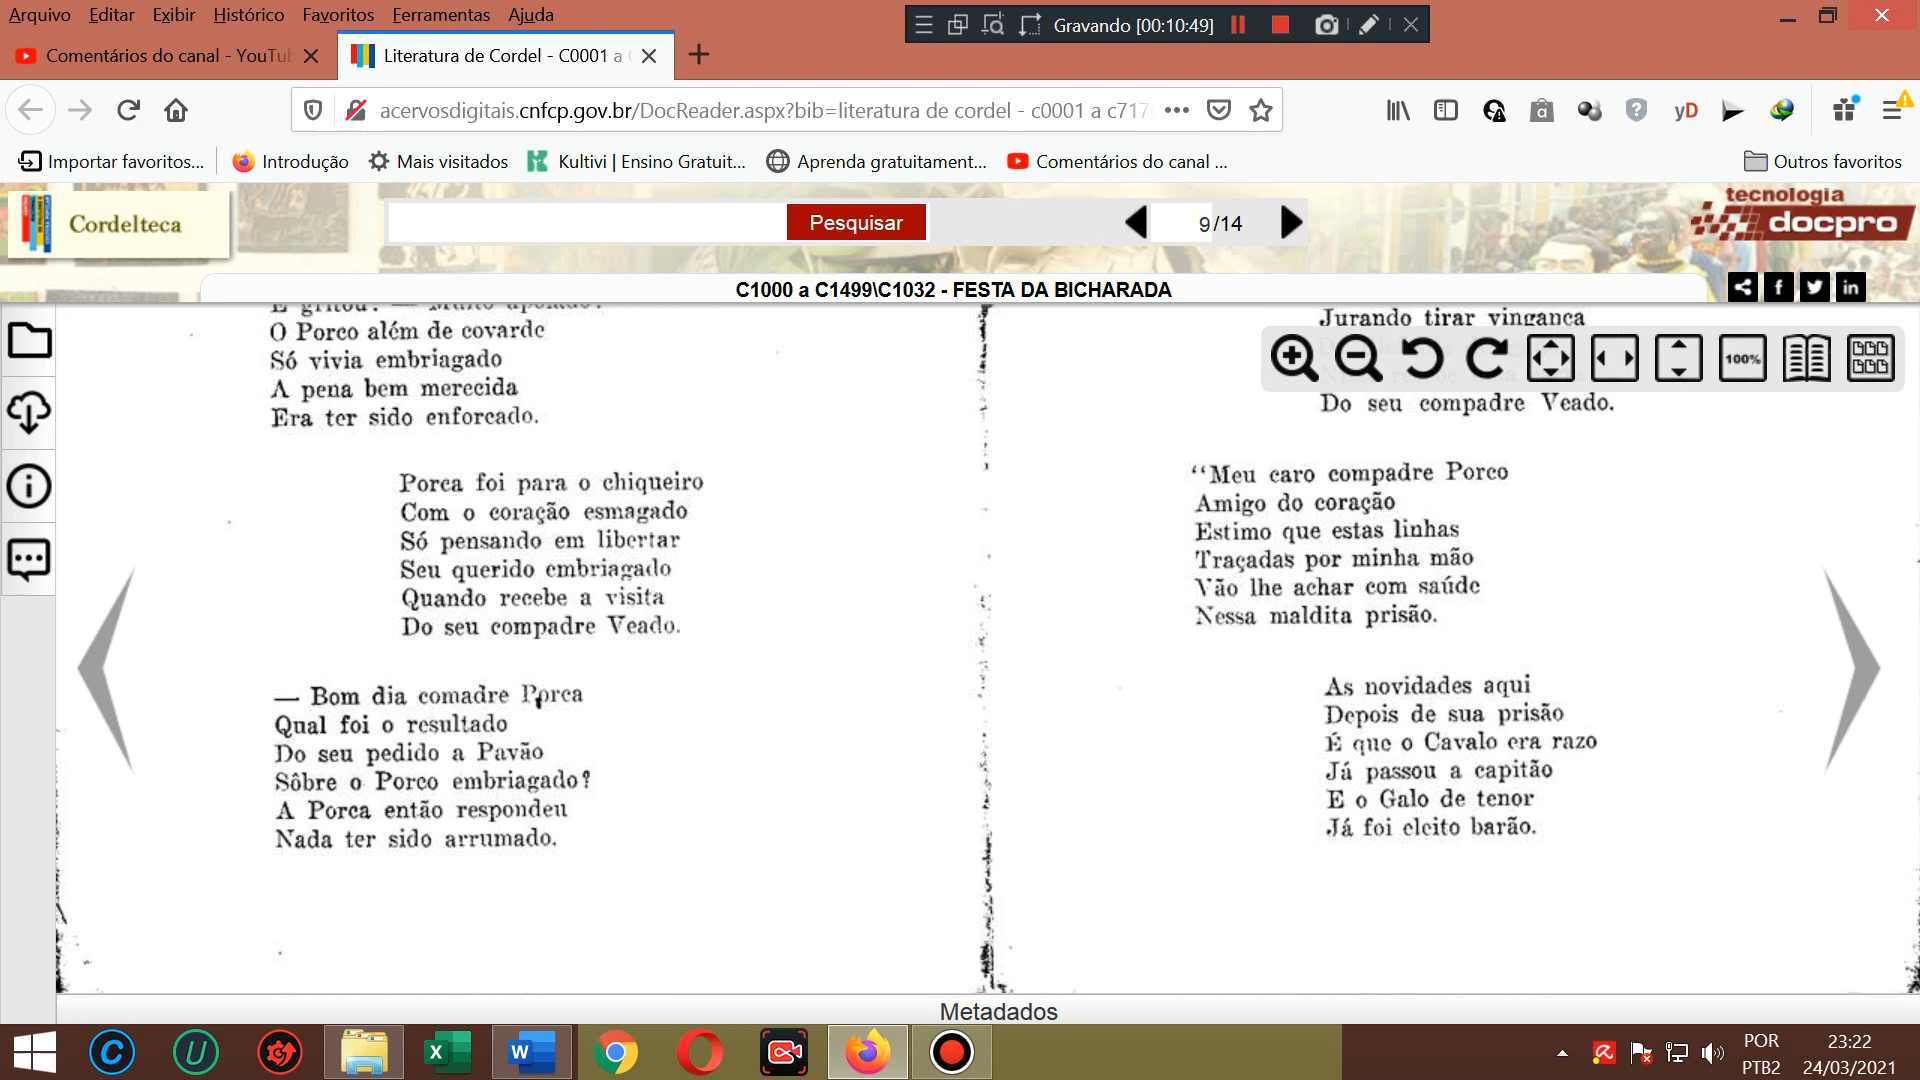 Arquivo Editar Exibir Histórico Favoritos Ferramentas Ajuda
Gravando [00:10:49]
Comentários do canal - YouTub
Literatura de Cordel - C0001 a
acervosdigitais.cnfcp.gov.br/DocReader.aspx?bib=literatura de cordel - c0001 a c717
yD
Importar favoritos...
Introdução
Mais visitados
Kultivi | Ensino Gratuit...
Aprenda gratuitament...
Comentários do canal ...
Outros favoritos
Cordelteca
Pesquisar
9 /14
tecnologia
docpro
C1000 a C1499\C1032 - FESTA DA BICHARADA
E gritou: — Muito apoiado!
O Porco além de covarde
Só vivia embriagado
A pena bem merecida
Era ter sido enforcado.
Porca foi para o chiqueiro
Com o coração esmagado
Só pensando em libertar
Seu querido embriagado
Quando recebe a visita
Do seu compadre Veado.
— Bom dia comadre Porca
Qual foi o resultado
Do seu pedido a Pavão
Sôbre o Porco embriagado?
A Porca então respondeu
Nada ter sido arrumado.
Jurando tirar vingança
Do seu compadre Veado.
“Meu caro compadre Porco
Amigo do coração
Estimo que estas linhas
Traçadas por minha mão
Vão lhe achar com saúde
Nessa maldita prisão.
As novidades aqui
Depois de sua prisão
É que o Cavalo era razo
Já passou a capitão
E o Galo de tenor
Já foi eleito barão.
100%
Metadados
POR
PTB2
23:22
24/03/2021